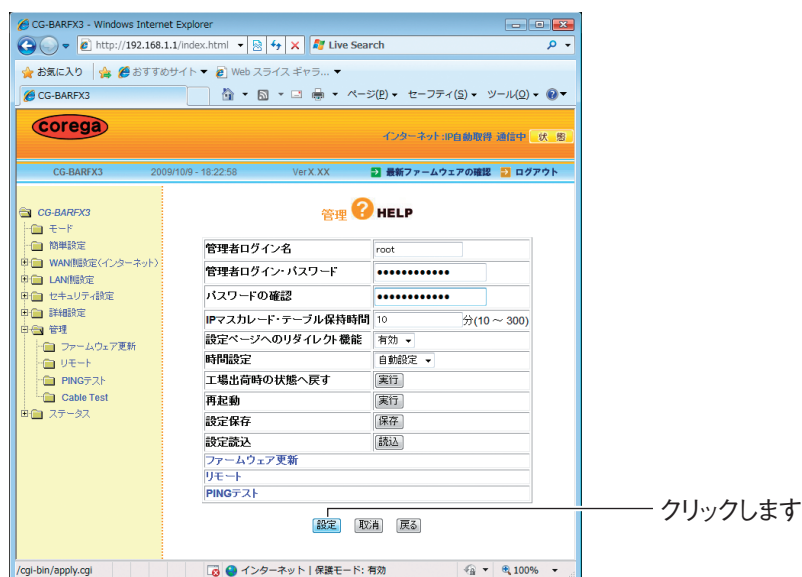 CG-BARFX3 - Windows Internet Explorer
http://192.168.1.1/index.html Live Search
お気に入り おすすめサイト Web スライス ギャラ...
CG-BARFX3 ページ(P) セーフティ(S) ツール(O)
corega
インターネット:IP自動取得 通信中 状 態
CG-BARFX3 2009/10/9 - 18:22:58 VerX.XX 最新ファームウェアの確認 ログアウト
CG-BARFX3
モード
簡単設定
WAN側設定(インターネット)
LAN側設定
セキュリティ設定
詳細設定
管理
ファームウェア更新
リモート
PINGテスト
Cable Test
ステータス
管理 ? HELP
管理者ログイン名 root
管理者ログイン・パスワード ●●●●●●●●●●●●
パスワードの確認 ●●●●●●●●●●●●
IPマスカレード・テーブル保持時間 10 分(10 ～ 300)
設定ページへのリダイレクト機能 有効
時間設定 自動設定
工場出荷時の状態へ戻す 実行
再起動 実行
設定保存 保存
設定読込 読込
ファームウェア更新
リモート
PINGテスト
設定 取消 戻る
クリックします
/cgi-bin/apply.cgi インターネット | 保護モード: 有効 100%